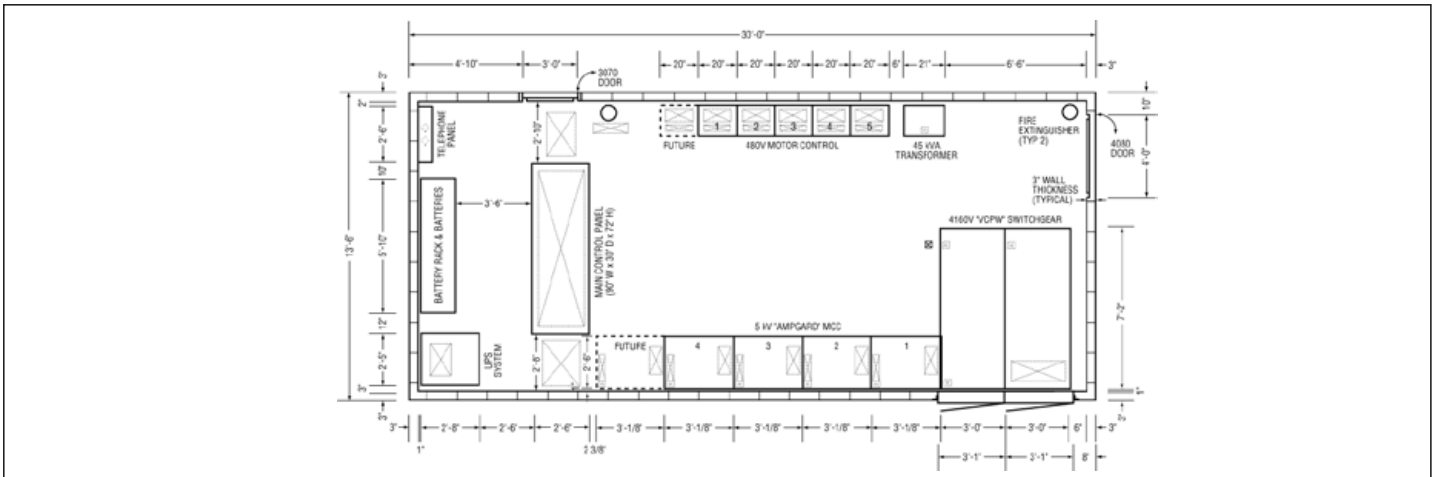 30'-0"
4'-10"
3'-0"
3070
DOOR
20"
20"
20"
20"
20"
20"
6"
21"
6'-6"
3"
3"
2"
2'-6"
10"
5'-10"
12"
2'-5"
3"
3"
13'-6"
TELEPHONE
PANEL
2'-10"
1
2
3
4
5
FUTURE
480V MOTOR CONTROL
45 kVA
TRANSFORMER
FIRE
EXTINGUISHER
(TYP 2)
10"
4080
DOOR
4'-0"
3" WALL
THICKNESS
(TYPICAL)
BATTERY RACK & BATTERIES
3'-6"
MAIN CONTROL PANEL
(90" W x 30" D x 72" H)
4160V "VCPW" SWITCHGEAR
7'-2"
5 kV "AMPGARD" MCC
UPS
SYSTEM
2'-8"
2'-6"
FUTURE
4
3
2
1
1"
3"
2'-8"
2'-6"
2'-6"
3'-1/8"
3'-1/8"
3'-1/8"
3'-1/8"
3'-1/8"
3'-0"
3'-0"
6"
3"
1"
3'-1"
3'-1"